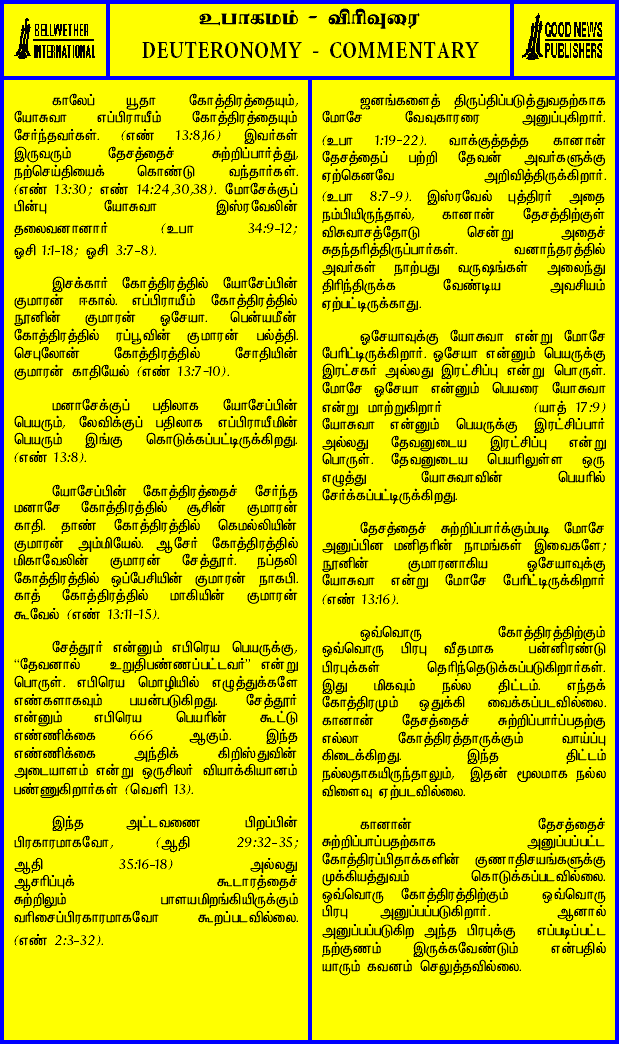 BELLWETHER
INTERNATIONAL
உபாகமம் - விரிவுரை
DEUTERONOMY - COMMENTARY
GOOD NEWS
PUBLISHERS
காலேப் யூதா கோத்திரத்தையும்,
யோசுவா எப்பிராயீம் கோத்திரத்தையும்
சேர்ந்தவர்கள். (எண் 13:8,16) இவர்கள்
இருவரும் தேசத்தைச் சுற்றிப்பார்த்து,
நற்செய்தியைக் கொண்டு வந்தார்கள்.
(எண் 13:30; எண் 14:24,30,38). மோசேக்குப்
பின்பு யோசுவா இஸ்ரவேலின்
தலைவனானார் (உபா 34:9-12;
ஓசி 1:1-18; ஓசி 3:7-8).
இசக்கார் கோத்திரத்தில் யோசேப்பின்
குமாரன் ஈகால். எப்பிராயீம் கோத்திரத்தில்
நூனின் குமாரன் ஓசேயா. பென்யமீன்
கோத்திரத்தில் ரப்பூவின் குமாரன் பல்த்தி.
செபுலோன் கோத்திரத்தில் சோதியின்
குமாரன் காதியேல் (எண் 13:7-10).
மனாசேக்குப் பதிலாக யோசேப்பின்
பெயரும், லேவிக்குப் பதிலாக எப்பிராயீமின்
பெயரும் இங்கு கொடுக்கப்பட்டிருக்கிறது.
(எண் 13:8).
யோசேப்பின் கோத்திரத்தைச் சேர்ந்த
மனாசே கோத்திரத்தில் சூசின் குமாரன்
காதி. தாண் கோத்திரத்தில் கெமல்லியின்
குமாரன் அம்மியேல். ஆசேர் கோத்திரத்தில்
மிகாவேலின் குமாரன் சேத்தூர். நப்தலி
கோத்திரத்தில் ஒப்பேசியின் குமாரன் நாகபி.
காத் கோத்திரத்தில் மாகியின் குமாரன்
கூவேல் (எண் 13:11-15).
சேத்தூர் என்னும் எபிரெய பெயருக்கு,
“தேவனால் உறுதிபண்ணப்பட்டவர்” என்று
பொருள். எபிரெய மொழியில் எழுத்துக்களே
எண்களாகவும் பயன்படுகிறது. சேத்தூர்
என்னும் எபிரெய பெயரின் கூட்டு
எண்ணிக்கை 666 ஆகும். இந்த
எண்ணிக்கை அந்திக் கிறிஸ்துவின்
அடையாளம் என்று ஒருசிலர் வியாக்கியானம்
பண்ணுகிறார்கள் (வெளி 13).
இந்த அட்டவணை பிறப்பின்
பிரகாரமாகவோ, (ஆதி 29:32-35;
ஆதி 35:16-18) அல்லது
ஆசரிப்புக் கூடாரத்தைச்
சுற்றிலும் பாளயமிறங்கியிருக்கும்
வரிசைப்பிரகாரமாகவோ கூறப்படவில்லை.
(எண் 2:3-32).
ஜனங்களைத் திருப்திப்படுத்துவதற்காக
மோசே வேவுகாரரை அனுப்புகிறார்.
(உபா 1:19-22). வாக்குத்தத்த கானான்
தேசத்தைப் பற்றி தேவன் அவர்களுக்கு
ஏற்கெனவே அறிவித்திருக்கிறார்.
(உபா 8:7-9). இஸ்ரவேல் புத்திரர் அதை
நம்பியிருந்தால், கானான் தேசத்திற்குள்
விசுவாசத்தோடு சென்று அதைச்
சுதந்தரித்திருப்பார்கள். வனாந்தரத்தில்
அவர்கள் நாற்பது வருஷங்கள் அலைந்து
திரிந்திருக்க வேண்டிய அவசியம்
ஏற்பட்டிருக்காது.
ஓசேயாவுக்கு யோசுவா என்று மோசே
பேரிட்டிருக்கிறார். ஓசேயா என்னும் பெயருக்கு
இரட்சகர் அல்லது இரட்சிப்பு என்று பொருள்.
மோசே ஓசேயா என்னும் பெயரை யோசுவா
என்று மாற்றுகிறார் (யாத் 17:9)
யோசுவா என்னும் பெயருக்கு இரட்சிப்பார்
அல்லது தேவனுடைய இரட்சிப்பு என்று
பொருள். தேவனுடைய பெயரிலுள்ள ஒரு
எழுத்து யோசுவாவின் பெயரில்
சேர்க்கப்பட்டிருக்கிறது.
தேசத்தைச் சுற்றிப்பார்க்கும்படி மோசே
அனுப்பின மனிதரின் நாமங்கள் இவைகளே;
நூனின் குமாரனாகிய ஓசேயாவுக்கு
யோசுவா என்று மோசே பேரிட்டிருக்கிறார்
(எண் 13:16).
ஒவ்வொரு கோத்திரத்திற்கும்
ஒவ்வொரு பிரபு வீதமாக பன்னிரண்டு
பிரபுக்கள் தெரிந்தெடுக்கப்படுகிறார்கள்.
இது மிகவும் நல்ல திட்டம். எந்தக்
கோத்திரமும் ஒதுக்கி வைக்கப்படவில்லை.
கானான் தேசத்தைச் சுற்றிப்பார்ப்பதற்கு
எல்லா கோத்திரத்தாருக்கும் வாய்ப்பு
கிடைக்கிறது. இந்த திட்டம்
நல்லதாகயிருந்தாலும், இதன் மூலமாக நல்ல
விளைவு ஏற்படவில்லை.
கானான் தேசத்தைச்
சுற்றிபாப்பதற்காக அனுப்பப்பட்ட
கோத்திரப்பிதாக்களின் குணாதிசயங்களுக்கு
முக்கியத்துவம் கொடுக்கப்படவில்லை.
ஒவ்வொரு கோத்திரத்திற்கும் ஒவ்வொரு
பிரபு அனுப்பப்படுகிறார். ஆனால்
அனுப்பப்படுகிற அந்த பிரபுக்கு எப்படிப்பட்ட
நற்குணம் இருக்கவேண்டும் என்பதில்
யாரும் கவனம் செலுத்தவில்லை.